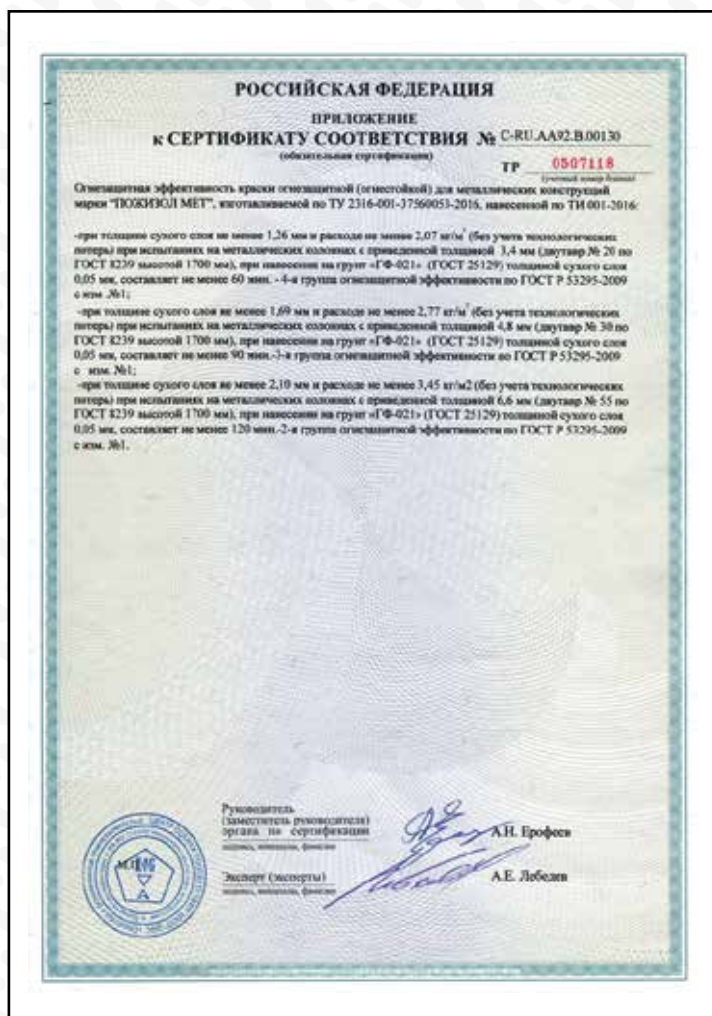 РОССИЙСКАЯ ФЕДЕРАЦИЯ
ПРИЛОЖЕНИЕ
к СЕРТИФИКАТУ СООТВЕТСТВИЯ № C-RU.АА92.В.00130
(обязательная сертификация)
ТР 0507118
(учетный номер бланка)
Огнезащитная эффективность краски огнезащитной (огнестойкой) для металлических конструкций
марки "ПОЖИЗОЛ МЕТ", изготавливаемой по ТУ 2316-001-37560053-2016, нанесенной по ТИ 001-2016:
-при толщине сухого слоя не менее 1,26 мм и расходе не менее 2,07 кг/м² (без учета технологических
потерь) при испытаниях на металлических колоннах с приведенной толщиной 3,4 мм (двутавр № 20 по
ГОСТ 8239 высотой 1700 мм), при нанесении на грунт «ГФ-021» (ГОСТ 25129) толщиной сухого слоя
0,05 мм, составляет не менее 60 мин. - 4-я группа огнезащитной эффективности по ГОСТ Р 53295-2009
с изм. №1;
-при толщине сухого слоя не менее 1,69 мм и расходе не менее 2,77 кг/м² (без учета технологических
потерь) при испытаниях на металлических колоннах с приведенной толщиной 4,8 мм (двутавр № 30 по
ГОСТ 8239 высотой 1700 мм), при нанесении на грунт «ГФ-021» (ГОСТ 25129) толщиной сухого слоя
0,05 мм, составляет не менее 90 мин.-3-я группа огнезащитной эффективности по ГОСТ Р 53295-2009
с изм. №1;
-при толщине сухого слоя не менее 2,10 мм и расходе не менее 3,45 кг/м2 (без учета технологических
потерь) при испытаниях на металлических колоннах с приведенной толщиной 6,6 мм (двутавр № 55 по
ГОСТ 8239 высотой 1700 мм), при нанесении на грунт «ГФ-021» (ГОСТ 25129) толщиной сухого слоя
0,05 мм, составляет не менее 120 мин.-2-я группа огнезащитной эффективности по ГОСТ Р 53295-2009
с изм. №1.
Руководитель
(заместитель руководителя)
органа по сертификации
подпись, инициалы, фамилия
А.Н. Ерофеев
Эксперт (эксперты)
подпись, инициалы, фамилия
А.Е. Лебедев